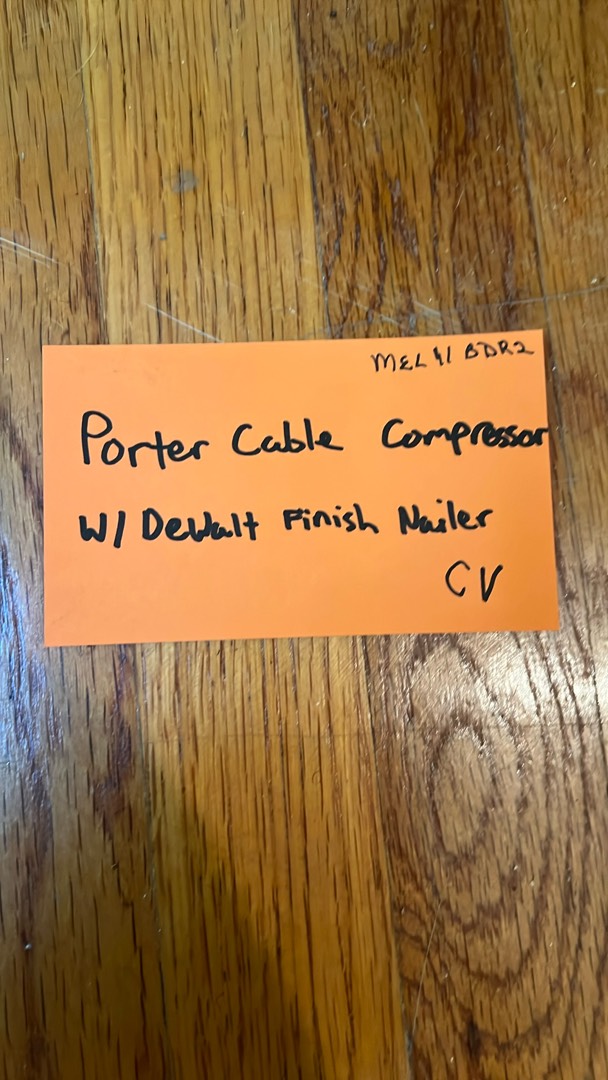 MEL 41 BDR2
Porter Cable Compressor
W/ DeWalt Finish Nailer
CV